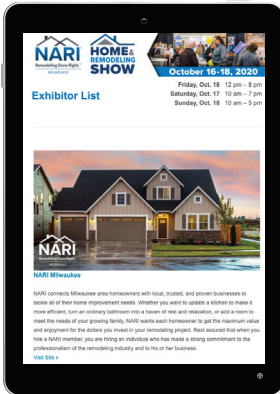 NARI
Remodeling Done Right.™
MILWAUKEE
HOME &
REMODELING
SHOW
October 16-18, 2020
Exhibitor List
Friday, Oct. 16 12 pm – 8 pm
Saturday, Oct. 17 10 am – 7 pm
Sunday, Oct. 18 10 am – 5 pm
NARI
NARI Milwaukee
NARI connects Milwaukee area homeowners with local, trusted, and proven businesses to
tackle all of their home improvement needs. Whether you want to update a kitchen to make it
more efficient, turn an ordinary bathroom into a haven of rest and relaxation, or add a room to
meet the needs of your growing family, NARI wants each homeowner to get the maximum value
and enjoyment for the dollars you invest in your remodeling project. Rest assured that when you
hire a NARI member, you are hiring an individual who has made a strong commitment to the
professionalism of the remodeling industry and to his or her business.
Visit Site »